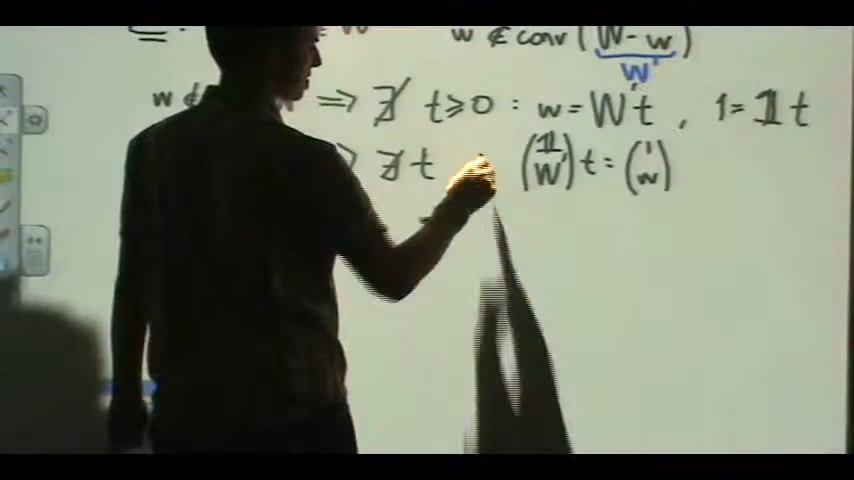 w ∉ conv(W-w)
W'
w ⇒ ∄ t ≥ 0 : w = W't , 1 = 𝟙t
∄ t (𝟙 W') t = (1 w)